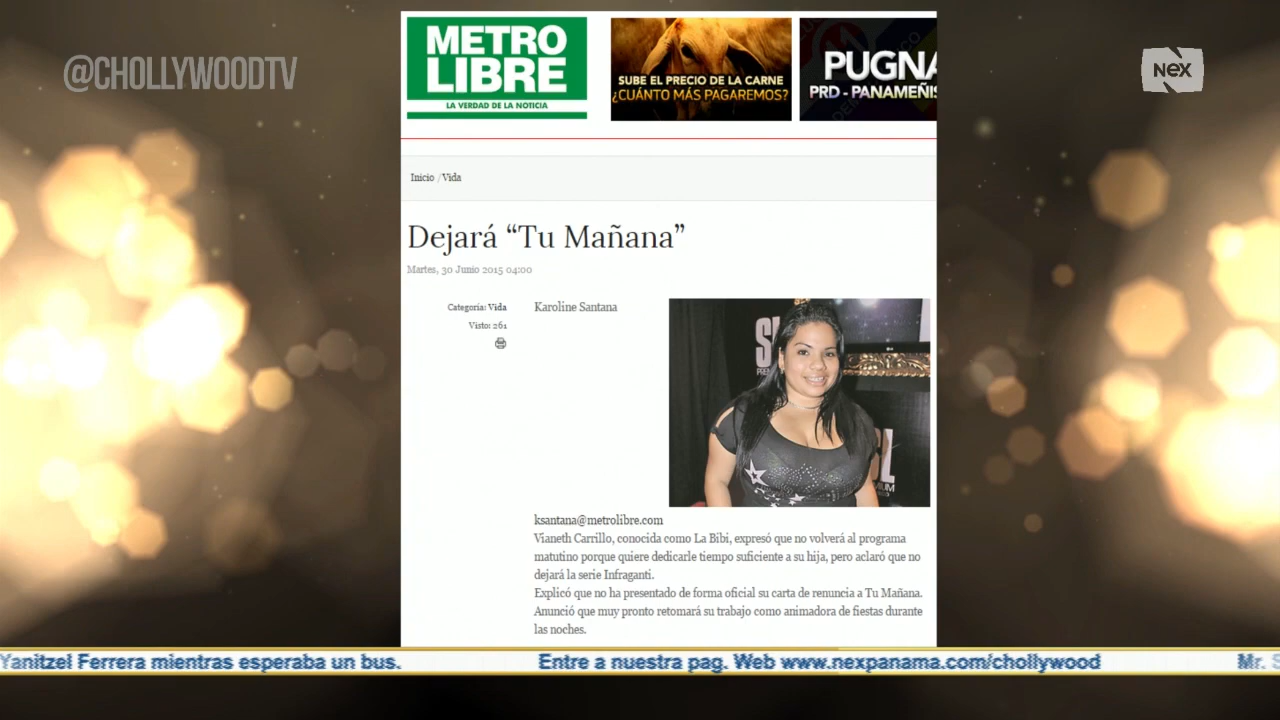 @CHOLLYWOODTV
METRO
LIBRE
LA VERDAD DE LA NOTICIA
SUBE EL PRECIO DE LA CARNE
¿CUÁNTO MÁS PAGAREMOS?
PRD -
NEX
Inicio / Vida
Dejará “Tu Mañana”
Martes, 30 Junio 2015 04:00
Categoría: Vida
Visto: 261
Karoline Santana
ksantana@metrolibre.com
Vianeth Carrillo, conocida como La Bibi, expresó que no volverá al programa
matutino porque quiere dedicarle tiempo suficiente a su hija, pero aclaró que no
dejará la serie Infraganti.
Explicó que no ha presentado de forma oficial su carta de renuncia a Tu Mañana.
Anunció que muy pronto retomará su trabajo como animadora de fiestas durante
las noches.
Yanitzel Ferrera mientras esperaba un bus. Entre a nuestra pag. Web www.nexpanama.com/chollywood Mr.